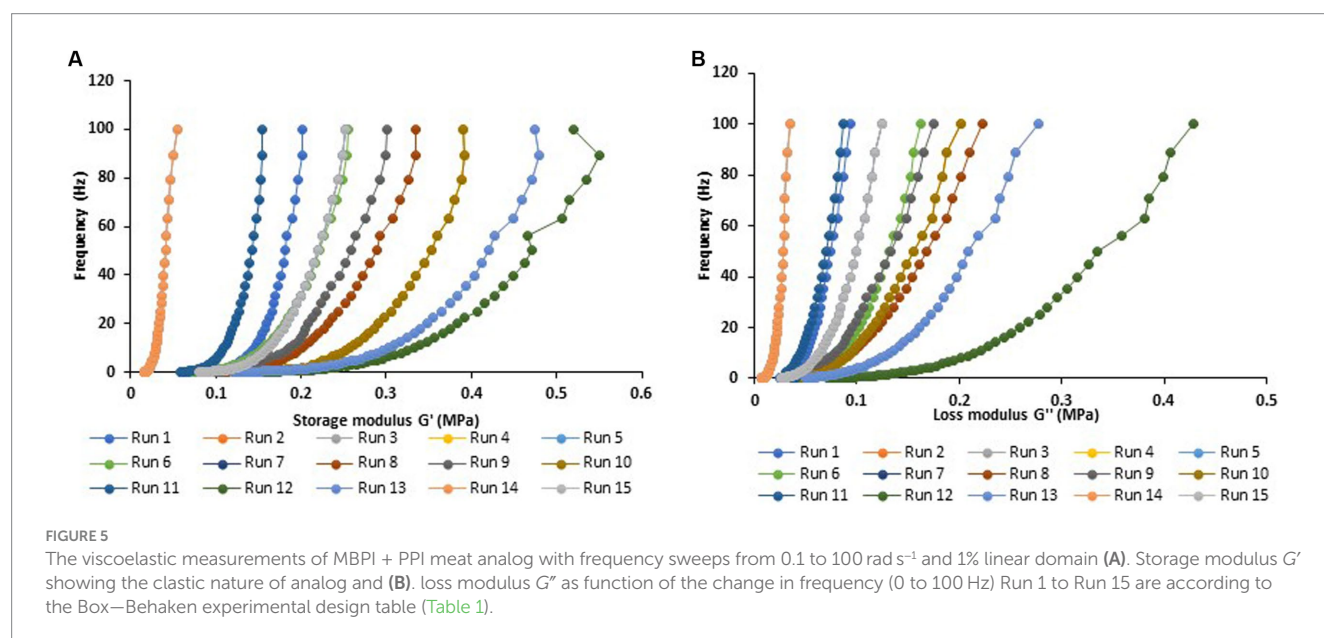 A
120
100
80
60
40
20
0
Frequency (Hz)
0 0.1 0.2 0.3 0.4 0.5 0.6
Storage modulus G' (MPa)
Run 1 Run 2 Run 3 Run 4 Run 5
Run 6 Run 7 Run 8 Run 9 Run 10
Run 11 Run 12 Run 13 Run 14 Run 15
B
120
100
80
60
40
20
0
Frequency (Hz)
0 0.1 0.2 0.3 0.4 0.5
Loss modulus G'' (MPa)
Run 1 Run 2 Run 3 Run 4 Run 5
Run 6 Run 7 Run 8 Run 9 Run 10
Run 11 Run 12 Run 13 Run 14 Run 15
FIGURE 5
The viscoelastic measurements of MBPI + PPI meat analog with frequency sweeps from 0.1 to 100 rad s⁻¹ and 1% linear domain (A). Storage modulus G′
showing the clastic nature of analog and (B). loss modulus G″ as function of the change in frequency (0 to 100 Hz) Run 1 to Run 15 are according to
the Box—Behaken experimental design table (Table 1).